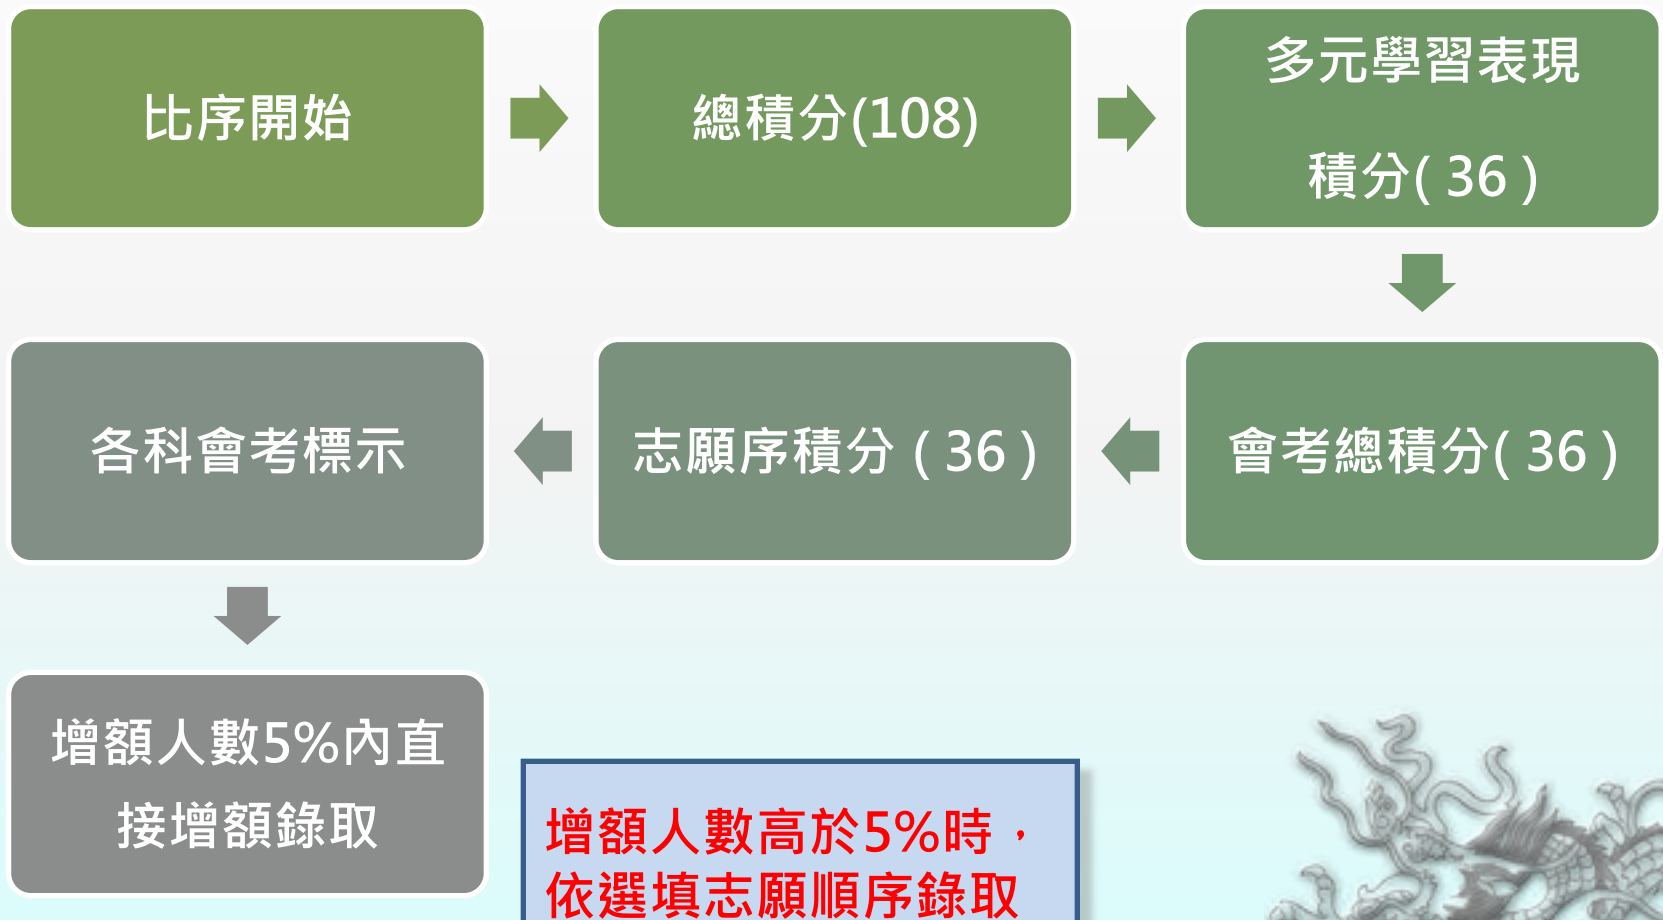 比序開始
總積分(108)
多元學習表現
積分( 36 )
會考總積分( 36 )
志願序積分 ( 36 )
各科會考標示
增額人數5%內直
接增額錄取
增額人數高於5%時，
依選填志願順序錄取